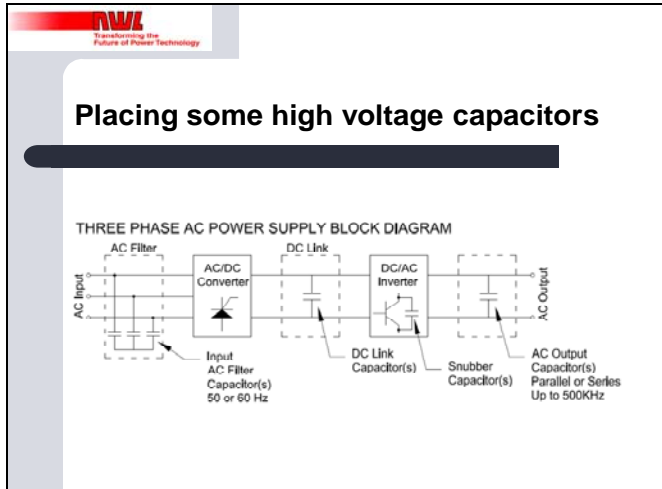 NWL
Transforming the
Future of Power Technology
Placing some high voltage capacitors
THREE PHASE AC POWER SUPPLY BLOCK DIAGRAM
AC Filter
DC Link
AC Input
AC/DC
Converter
DC/AC
Inverter
AC Output
Input
AC Filter
Capacitor(s)
50 or 60 Hz
DC Link
Capacitor(s)
Snubber
Capacitor(s)
AC Output
Capacitor(s)
Parallel or Series
Up to 500KHz